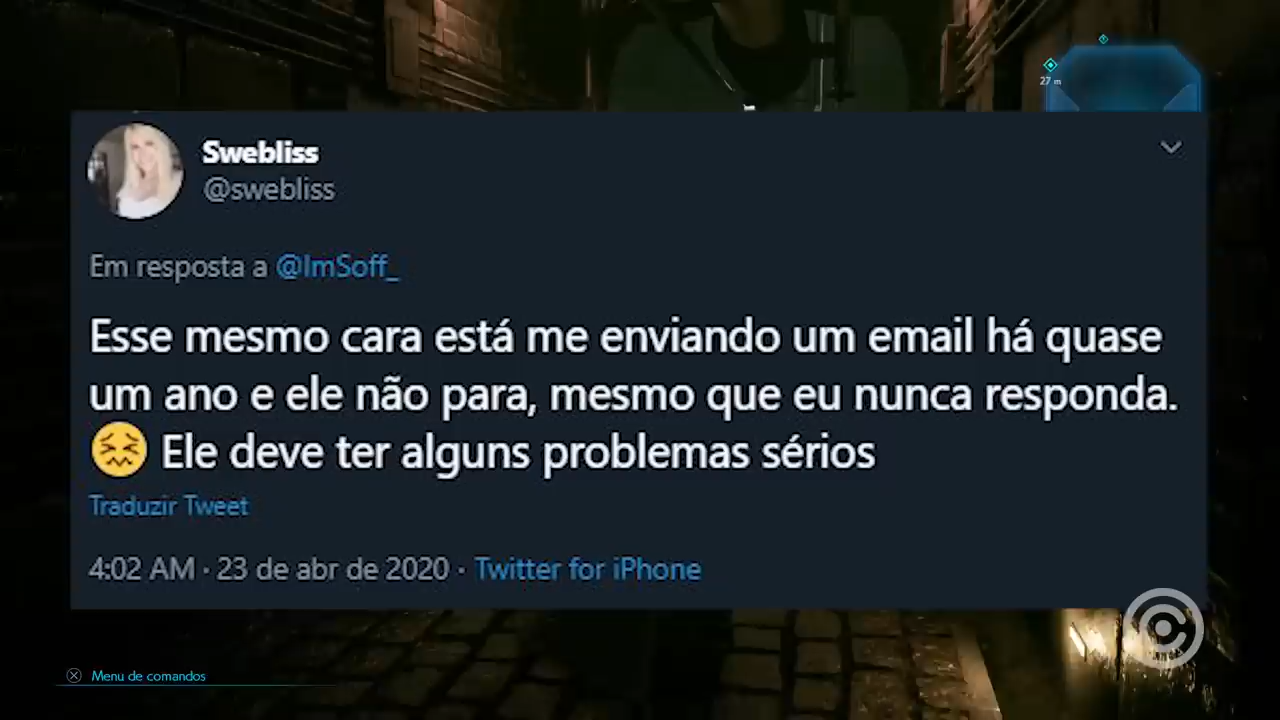 27 m
Swebliss
@swebliss
Em resposta a @ImSoff_
Esse mesmo cara está me enviando um email há quase
um ano e ele não para, mesmo que eu nunca responda.
😖 Ele deve ter alguns problemas sérios
Traduzir Tweet
4:02 AM · 23 de abr de 2020 · Twitter for iPhone
Menu de comandos